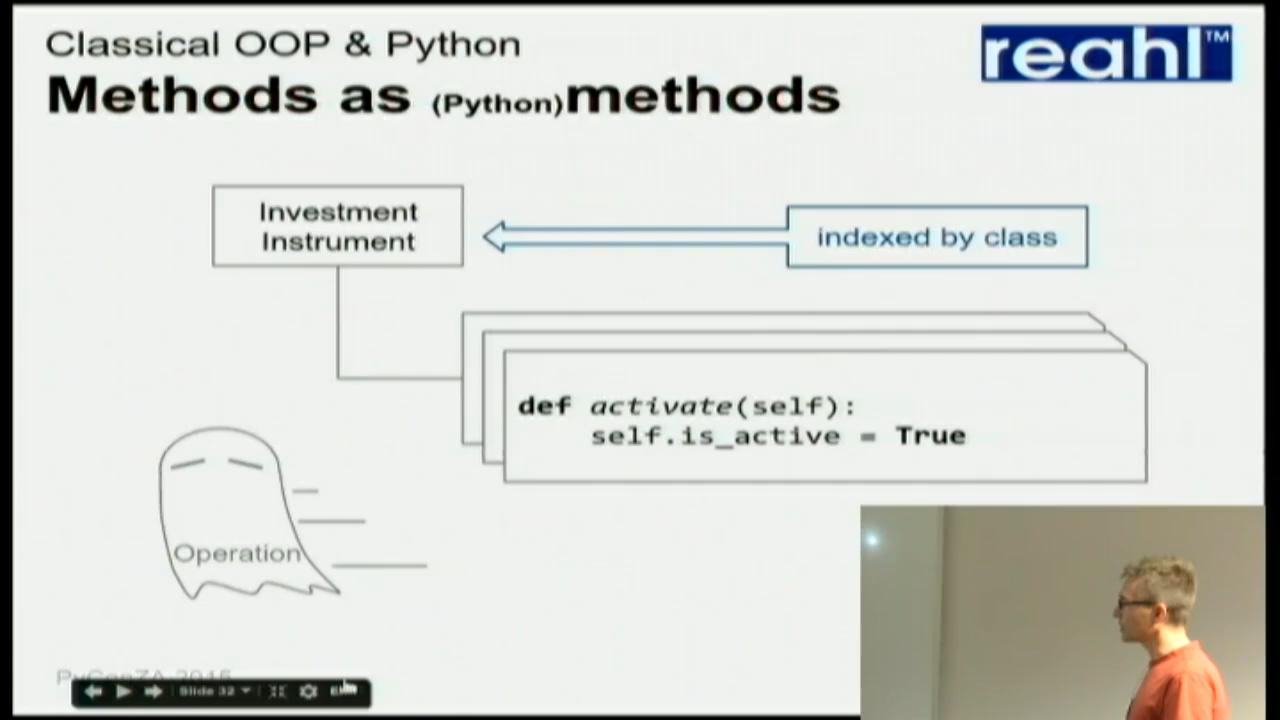 Classical OOP & Python
reahl™
Methods as (Python)methods
Investment
Instrument
indexed by class
def activate(self):
self.is_active = True
Operation
PyConZA 2015
Slide 32